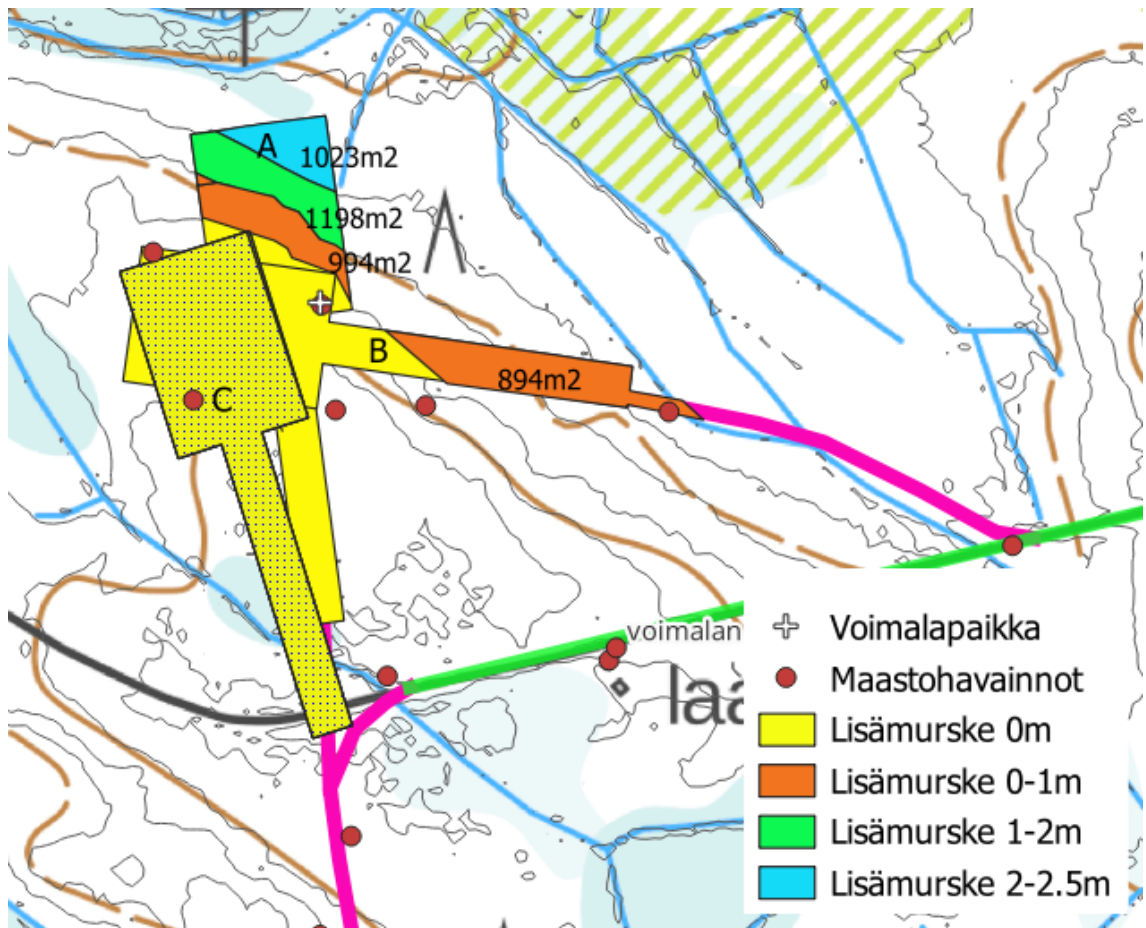 A
1023m2
1198m2
994m2
B
894m2
C
voimalan
laa
Voimalapaikka
Maastohavainnot
Lisämurske 0m
Lisämurske 0-1m
Lisämurske 1-2m
Lisämurske 2-2.5m